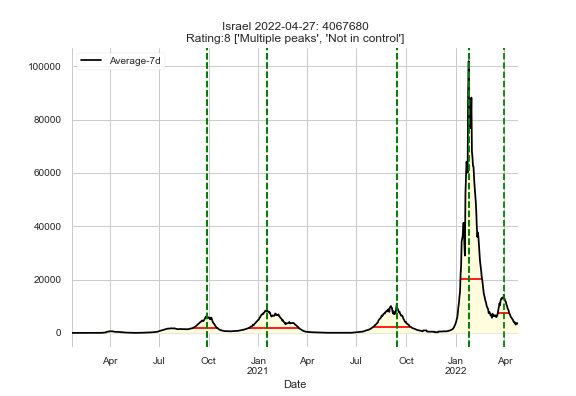 Israel 2022-04-27: 4067680
Rating:8 ['Multiple peaks', 'Not in control']
Average-7d
100000
80000
60000
40000
20000
0
Apr Jul Oct Jan Apr Jul Oct Jan Apr
2021 2022
Date